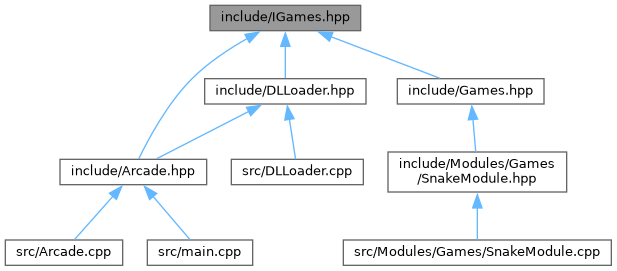 include/IGames.hpp
include/DLLoader.hpp
include/Games.hpp
include/Arcade.hpp
src/DLLoader.cpp
include/Modules/Games
/SnakeModule.hpp
src/Arcade.cpp
src/main.cpp
src/Modules/Games/SnakeModule.cpp